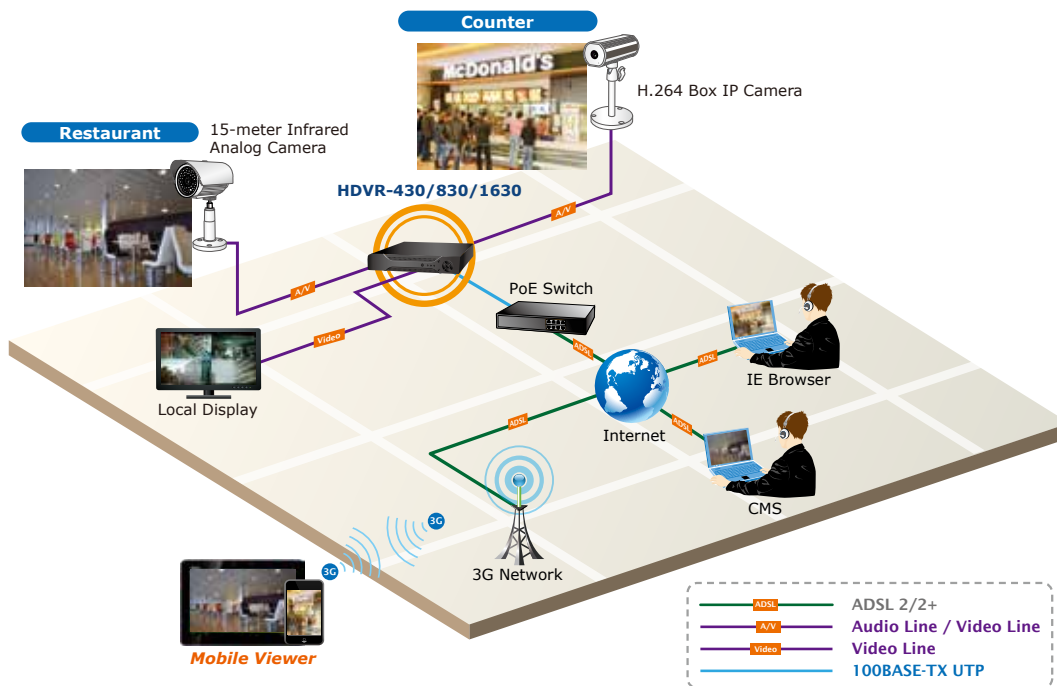 Counter
McDonald's
H.264 Box IP Camera
Restaurant
15-meter Infrared
Analog Camera
HDVR-430/830/1630
A/V
A/V
PoE Switch
Video
ADSL
ADSL
IE Browser
Local Display
ADSL
Internet
ADSL
CMS
3G
3G
3G Network
Mobile Viewer
ADSL ADSL 2/2+
A/V Audio Line / Video Line
Video Video Line
100BASE-TX UTP